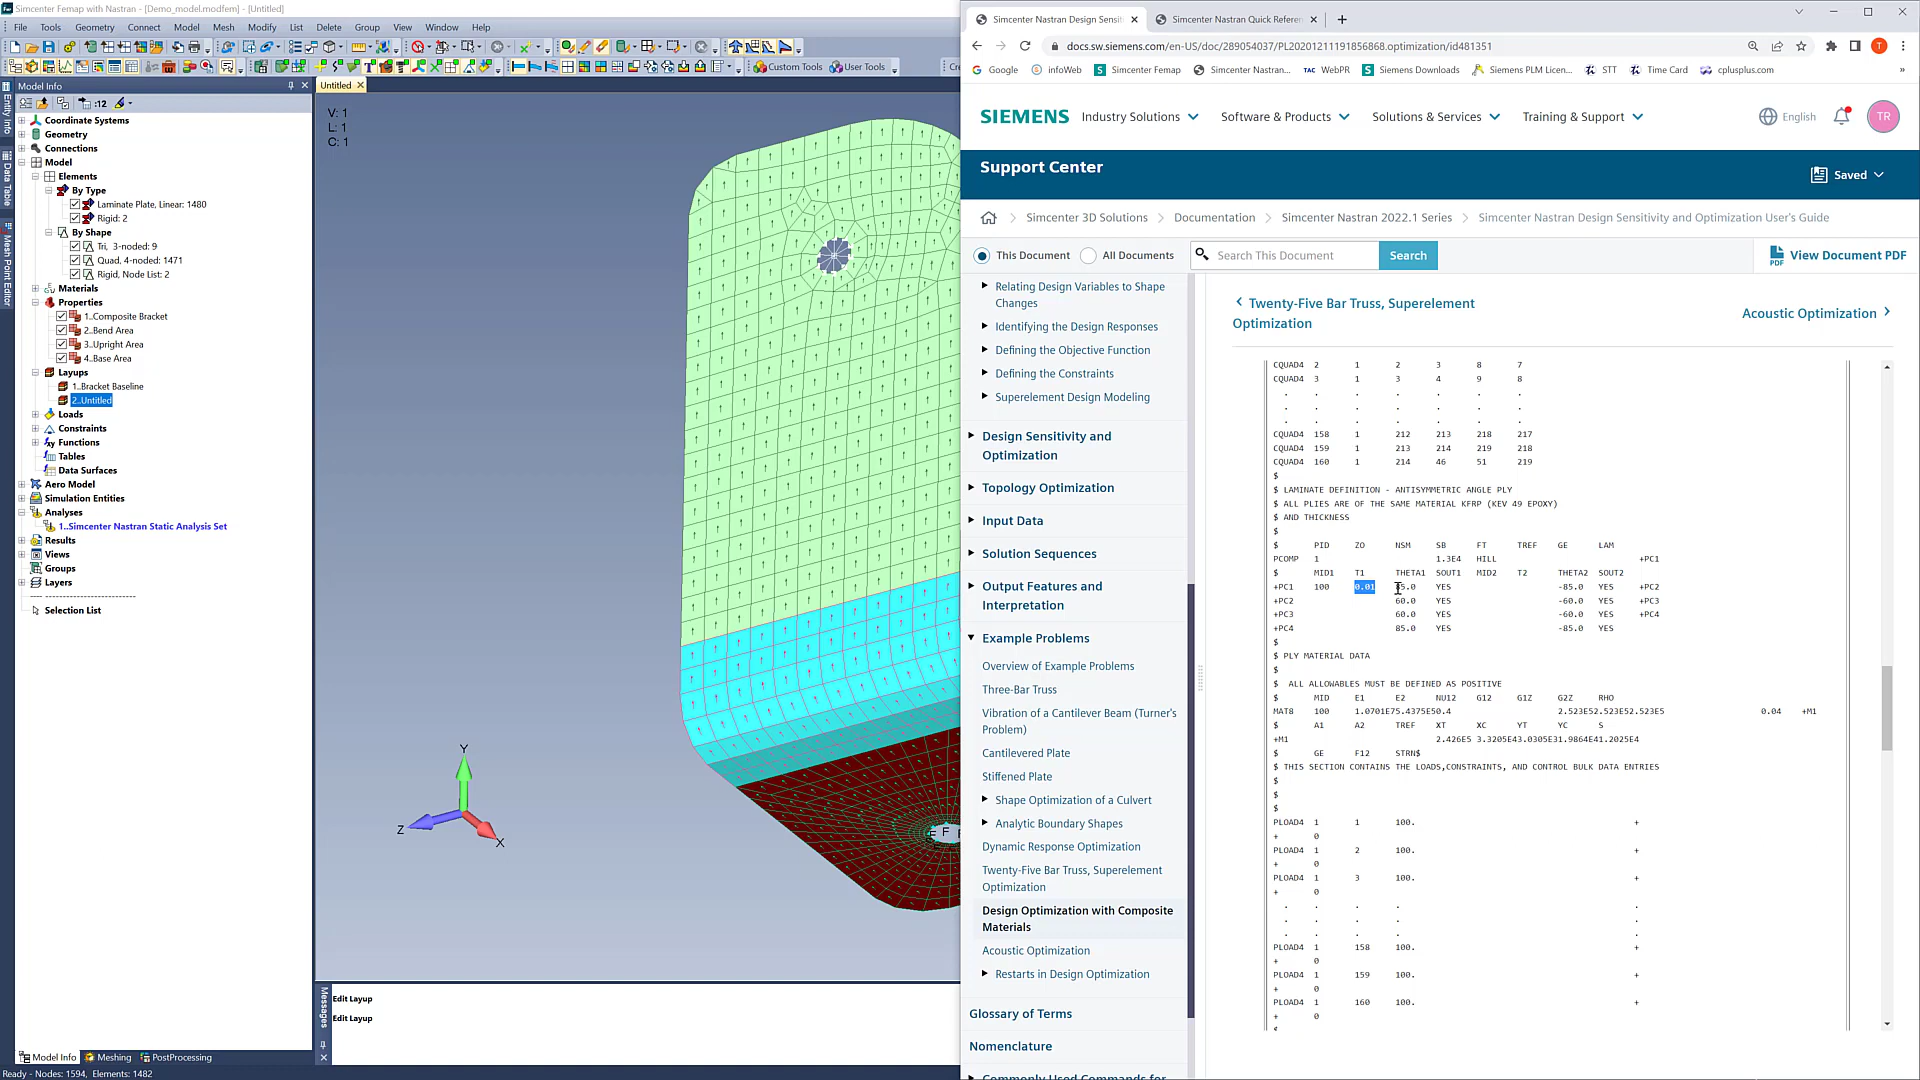 Simcenter Femap with Nastran - [Demo_model.modfem] - [Untitled]
File Tools Geometry Connect Model Mesh Modify List Delete Group View Window Help
Custom Tools User Tools
Model Info
Untitled
Coordinate Systems
Geometry
Connections
Model
Elements
By Type
Laminate Plate, Linear: 1480
Rigid: 2
By Shape
Tri, 3-noded: 9
Quad, 4-noded: 1471
Rigid, Node List: 2
Materials
Properties
1..Composite Bracket
2..Bend Area
3..Upright Area
4..Base Area
Layups
1..Bracket Baseline
2..Untitled
Loads
Constraints
Functions
Tables
Data Surfaces
Aero Model
Simulation Entities
Analyses
1..Simcenter Nastran Static Analysis Set
Results
Views
Groups
Layers
Selection List
Entity Info
Data Table
Mesh Point Editor
V: 1
L: 1
C: 1
Y
Z
X
F
Messages
Edit Layup
Edit Layup
Model Info Meshing PostProcessing
Ready - Nodes: 1594, Elements: 1482
Simcenter Nastran Design Sensiti
Simcenter Nastran Quick Referen
docs.sw.siemens.com/en-US/doc/289054037/PL20201211191856868.optimization/id481351
Google infoWeb Simcenter Femap Simcenter Nastran... WebPR Siemens Downloads Siemens PLM Licen... STT Time Card cplusplus.com
SIEMENS
Industry Solutions Software & Products Solutions & Services Training & Support English TR
Support Center
Saved
Simcenter 3D Solutions Documentation Simcenter Nastran 2022.1 Series Simcenter Nastran Design Sensitivity and Optimization User's Guide
This Document All Documents Search This Document Search View Document PDF
Relating Design Variables to Shape
Changes
Identifying the Design Responses
Defining the Objective Function
Defining the Constraints
Superelement Design Modeling
Design Sensitivity and
Optimization
Topology Optimization
Input Data
Solution Sequences
Output Features and
Interpretation
Example Problems
Overview of Example Problems
Three-Bar Truss
Vibration of a Cantilever Beam (Turner's
Problem)
Cantilevered Plate
Stiffened Plate
Shape Optimization of a Culvert
Analytic Boundary Shapes
Dynamic Response Optimization
Twenty-Five Bar Truss, Superelement
Optimization
Design Optimization with Composite
Materials
Acoustic Optimization
Restarts in Design Optimization
Glossary of Terms
Nomenclature
Commonly Used Commands for
Twenty-Five Bar Truss, Superelement
Optimization
Acoustic Optimization
CQUAD4 2 1 2 3 8 7
CQUAD4 3 1 3 4 9 8
. . . . . . .
. . . . . . .
. . . . . . .
CQUAD4 158 1 212 213 218 217
CQUAD4 159 1 213 214 219 218
CQUAD4 160 1 214 46 51 219
$
$ LAMINATE DEFINITION - ANTISYMMETRIC ANGLE PLY
$ ALL PLIES ARE OF THE SAME MATERIAL KFRP (KEV 49 EPOXY)
$ AND THICKNESS
$
$ PID ZO NSM SB FT TREF GE LAM
PCOMP 1 1.3E4 HILL +PC1
$ MID1 T1 THETA1 SOUT1 MID2 T2 THETA2 SOUT2
+PC1 100 0.01 85.0 YES -85.0 YES +PC2
+PC2 60.0 YES -60.0 YES +PC3
+PC3 60.0 YES -60.0 YES +PC4
+PC4 85.0 YES -85.0 YES
$
$ PLY MATERIAL DATA
$
$ ALL ALLOWABLES MUST BE DEFINED AS POSITIVE
$ MID E1 E2 NU12 G12 G1Z G2Z RHO
MAT8 100 1.0701E75.4375E50.4 2.523E52.523E52.523E5 0.04 +M1
$ A1 A2 TREF XT XC YT YC S
+M1 2.426E5 3.3205E43.0305E31.9864E41.2025E4
$ GE F12 STRN$
$ THIS SECTION CONTAINS THE LOADS,CONSTRAINTS, AND CONTROL BULK DATA ENTRIES
$
$
$
PLOAD4 1 1 100. +
+ 0
PLOAD4 1 2 100. +
+ 0
PLOAD4 1 3 100. +
+ 0
. . . .
. . . .
. . . .
PLOAD4 1 158 100. +
+ 0
PLOAD4 1 159 100. +
+ 0
PLOAD4 1 160 100. +
+ 0